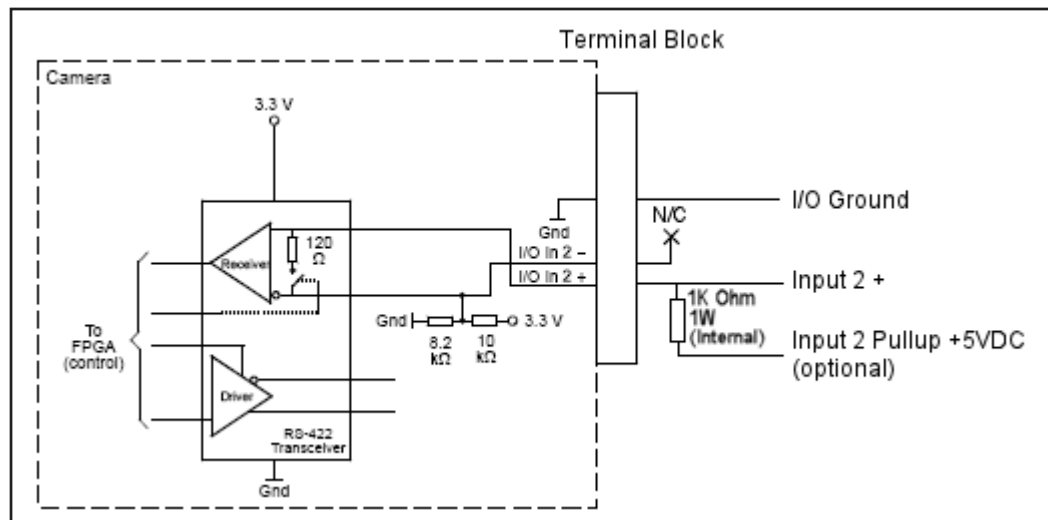 Terminal Block
Camera
3.3 V
I/O Ground
N/C
Gnd
120
Ω
Receiver
I/O In 2 –
I/O In 2 +
Input 2 +
1K Ohm
1W
(Internal)
Gnd
3.3 V
8.2
kΩ
10
kΩ
To
FPGA
(control)
Input 2 Pullup +5VDC
(optional)
Driver
RS-422
Transceiver
Gnd